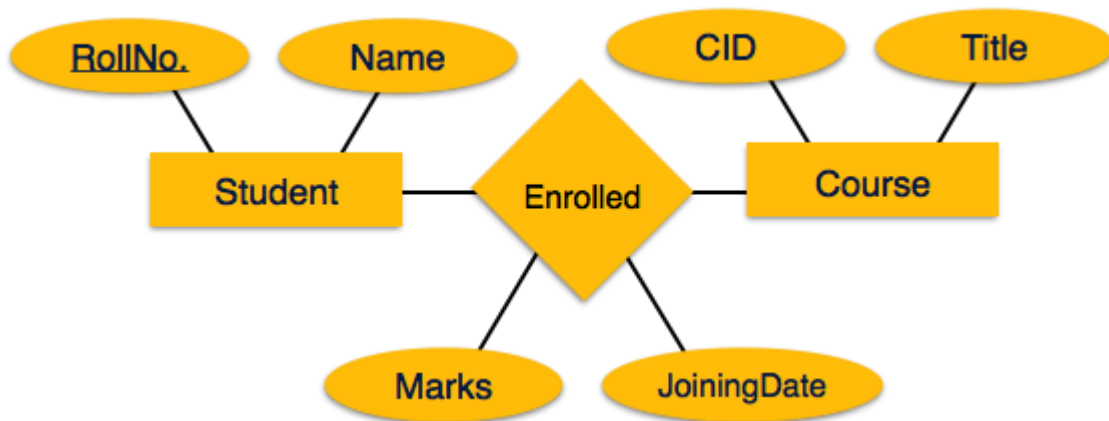 RollNo.
Name
CID
Title
Student
Enrolled
Course
Marks
JoiningDate